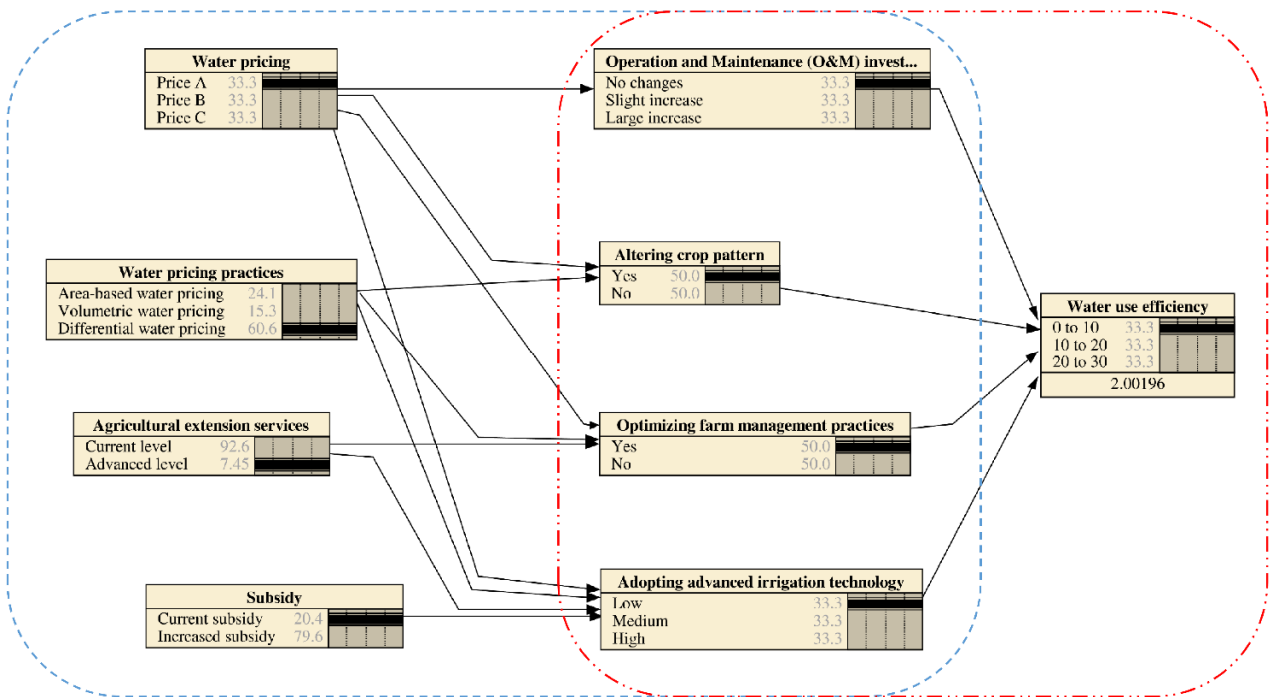 Water pricing
Price A 33.3
Price B 33.3
Price C 33.3
Operation and Maintenance (O&M) invest...
No changes 33.3
Slight increase 33.3
Large increase 33.3
Water pricing practices
Area-based water pricing 24.1
Volumetric water pricing 15.3
Differential water pricing 60.6
Altering crop pattern
Yes 50.0
No 50.0
Water use efficiency
0 to 10 33.3
10 to 20 33.3
20 to 30 33.3
2.00196
Agricultural extension services
Current level 92.6
Advanced level 7.45
Optimizing farm management practices
Yes 50.0
No 50.0
Subsidy
Current subsidy 20.4
Increased subsidy 79.6
Adopting advanced irrigation technology
Low 33.3
Medium 33.3
High 33.3